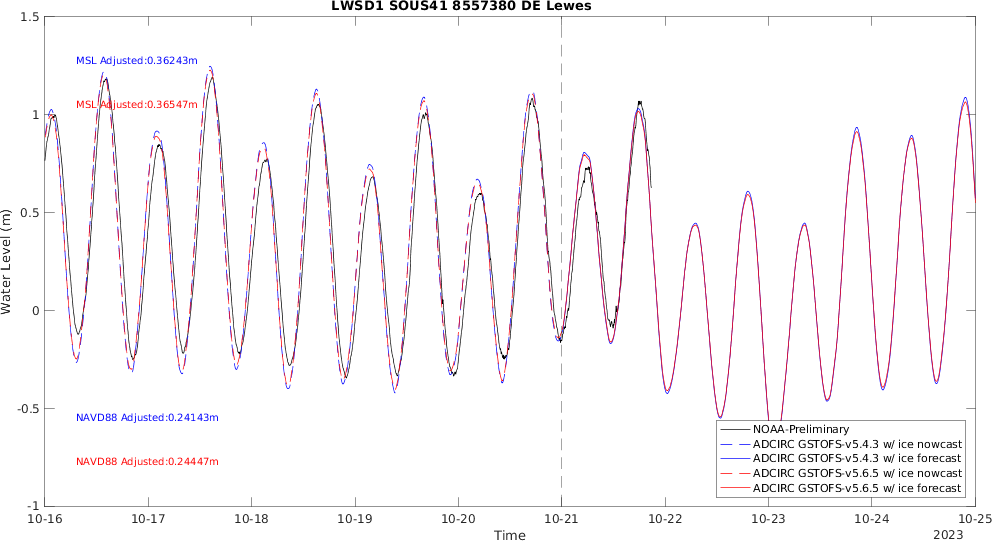 LWSD1 SOUS41 8557380 DE Lewes
1.5
1
0.5
0
-0.5
-1
Water Level (m)
MSL Adjusted:0.36243m
MSL Adjusted:0.36547m
NAVD88 Adjusted:0.24143m
NAVD88 Adjusted:0.24447m
NOAA-Preliminary
ADCIRC GSTOFS-v5.4.3 w/ ice nowcast
ADCIRC GSTOFS-v5.4.3 w/ ice forecast
ADCIRC GSTOFS-v5.6.5 w/ ice nowcast
ADCIRC GSTOFS-v5.6.5 w/ ice forecast
10-16 10-17 10-18 10-19 10-20 10-21 10-22 10-23 10-24 10-25
Time
2023